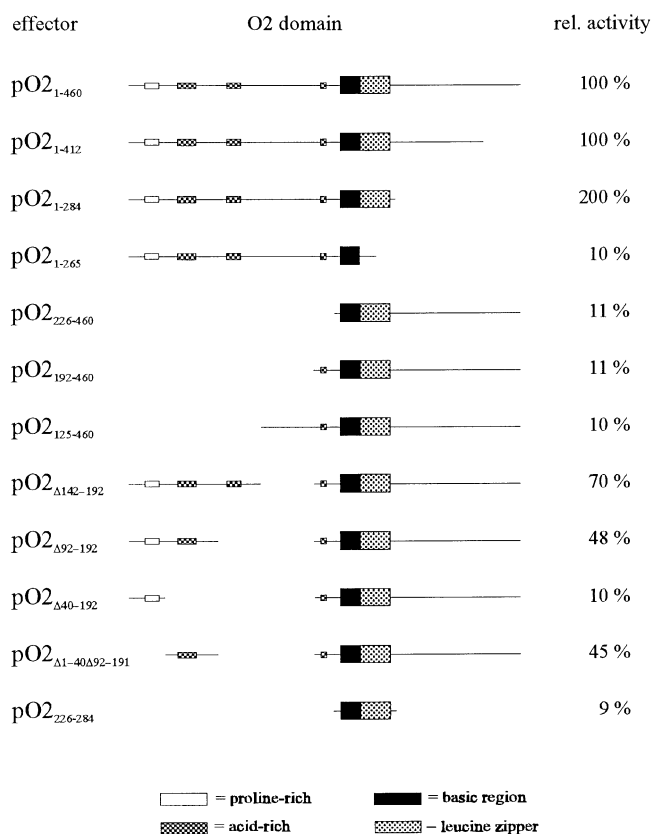 effector O2 domain rel. activity
pO2₁₋₄₆₀ 100 %
pO2₁₋₄₁₂ 100 %
pO2₁₋₂₈₄ 200 %
pO2₁₋₂₆₅ 10 %
pO2₂₂₆₋₄₆₀ 11 %
pO2₁₉₂₋₄₆₀ 11 %
pO2₁₂₅₋₄₆₀ 10 %
pO2Δ₁₄₂₋₁₉₂ 70 %
pO2Δ₉₂₋₁₉₂ 48 %
pO2Δ₄₀₋₁₉₂ 10 %
pO2Δ₁₋₄₀Δ₉₂₋₁₉₁ 45 %
pO2₂₂₆₋₂₈₄ 9 %
= proline-rich = basic region
= acid-rich – leucine zipper